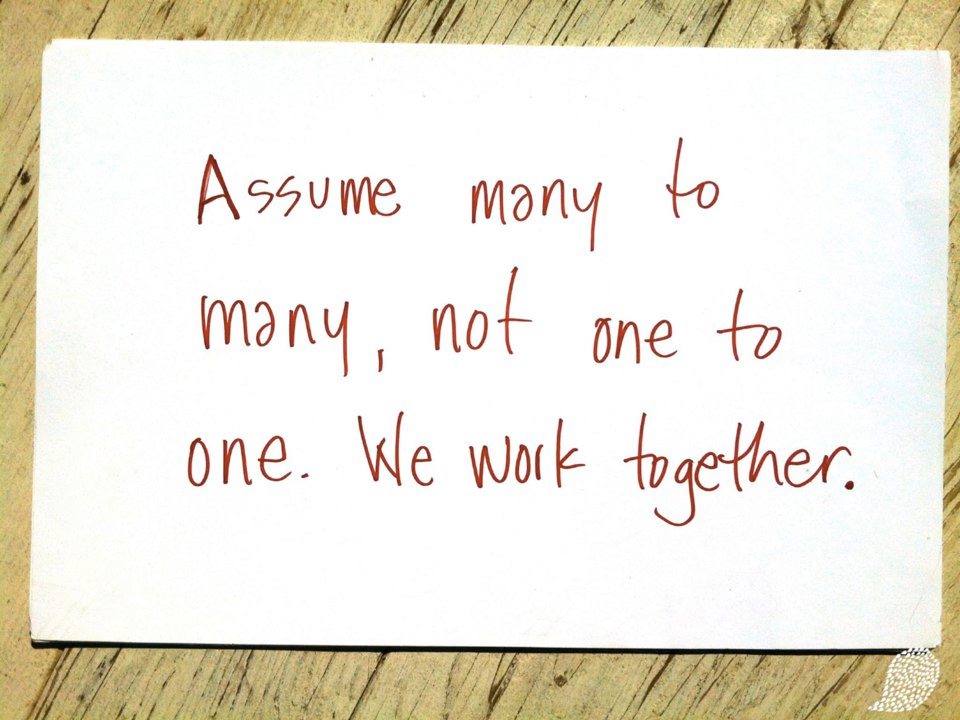 Assume many to
many, not one to
one. We work together.